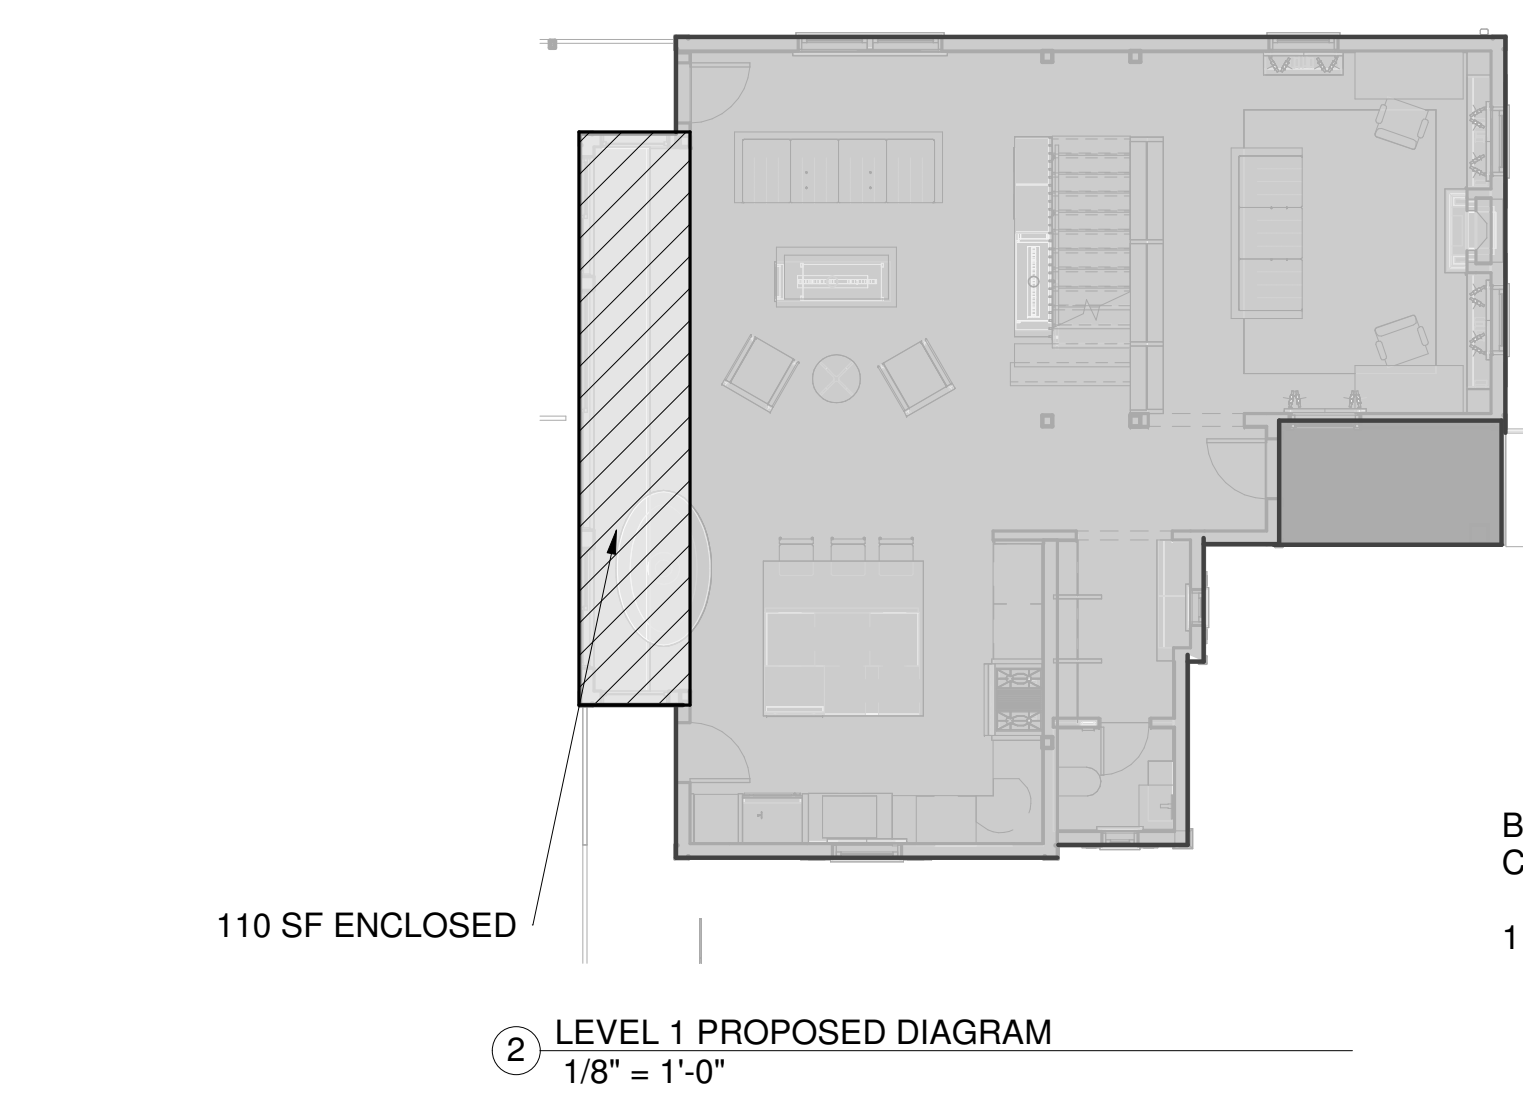 B
C
110 SF ENCLOSED
1
2
LEVEL 1 PROPOSED DIAGRAM
1/8" = 1'-0"